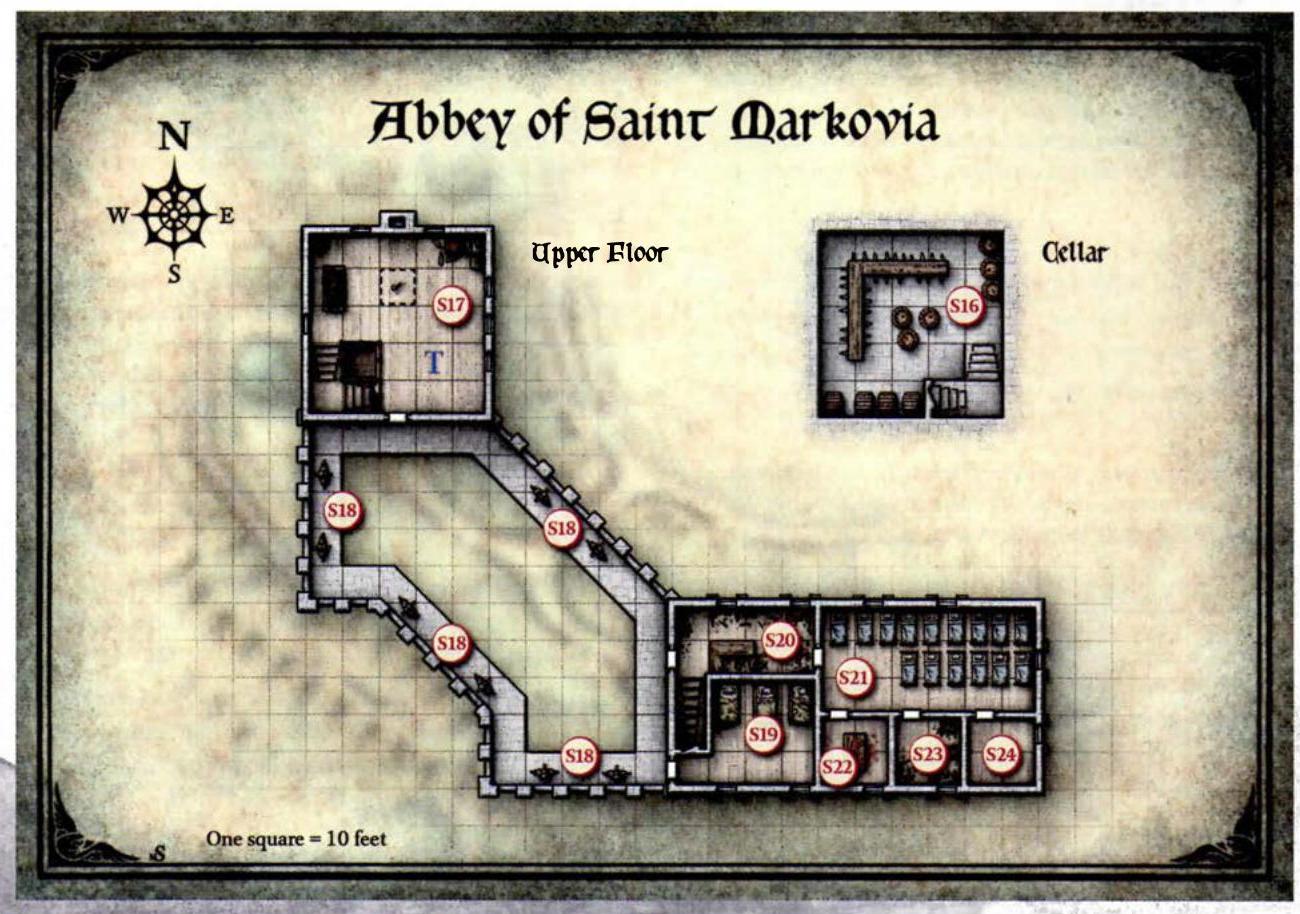 Abbey of Saint Markovia
N
W E
S
Upper Floor
Cellar
S17
S16
T
S18
S18
S18
S20
S21
S19
S18
S22
S23
S24
One square = 10 feet
S